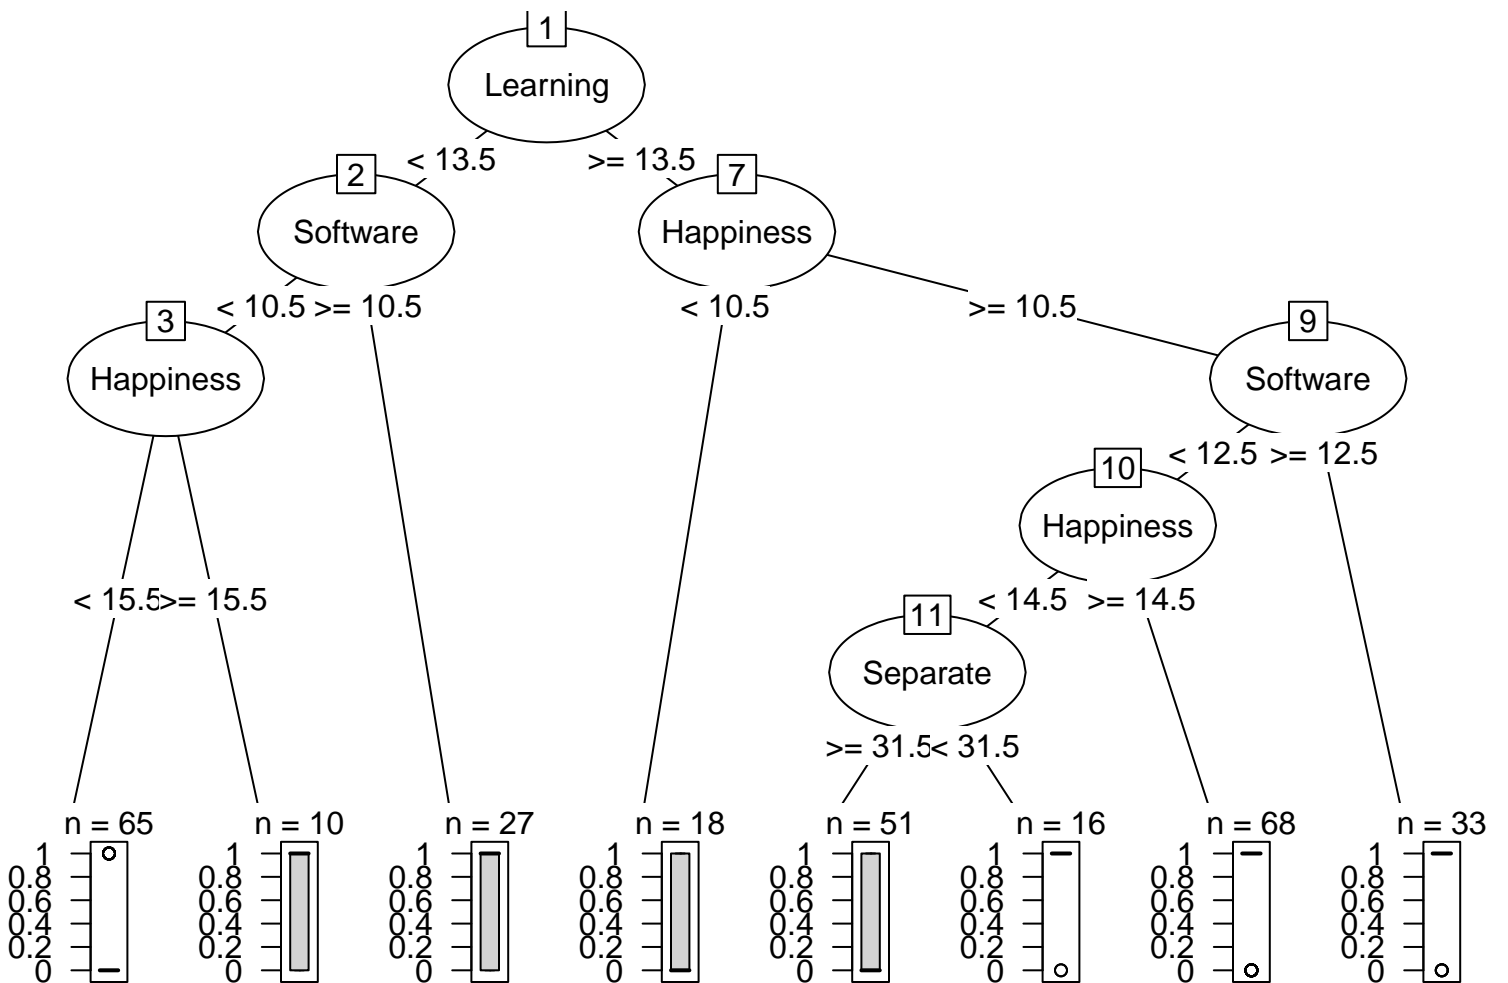 1
Learning
< 13.5 >= 13.5
2 7
Software Happiness
< 10.5 >= 10.5 < 10.5 >= 10.5
3 9
Happiness Software
< 12.5 >= 12.5
10
Happiness
< 15.5 >= 15.5 < 14.5 >= 14.5
11
Separate
>= 31.5 < 31.5
n = 65 n = 10 n = 27 n = 18 n = 51 n = 16 n = 68 n = 33
1 1 1 1 1 1 1 1
0.8 0.8 0.8 0.8 0.8 0.8 0.8 0.8
0.6 0.6 0.6 0.6 0.6 0.6 0.6 0.6
0.4 0.4 0.4 0.4 0.4 0.4 0.4 0.4
0.2 0.2 0.2 0.2 0.2 0.2 0.2 0.2
0 0 0 0 0 0 0 0